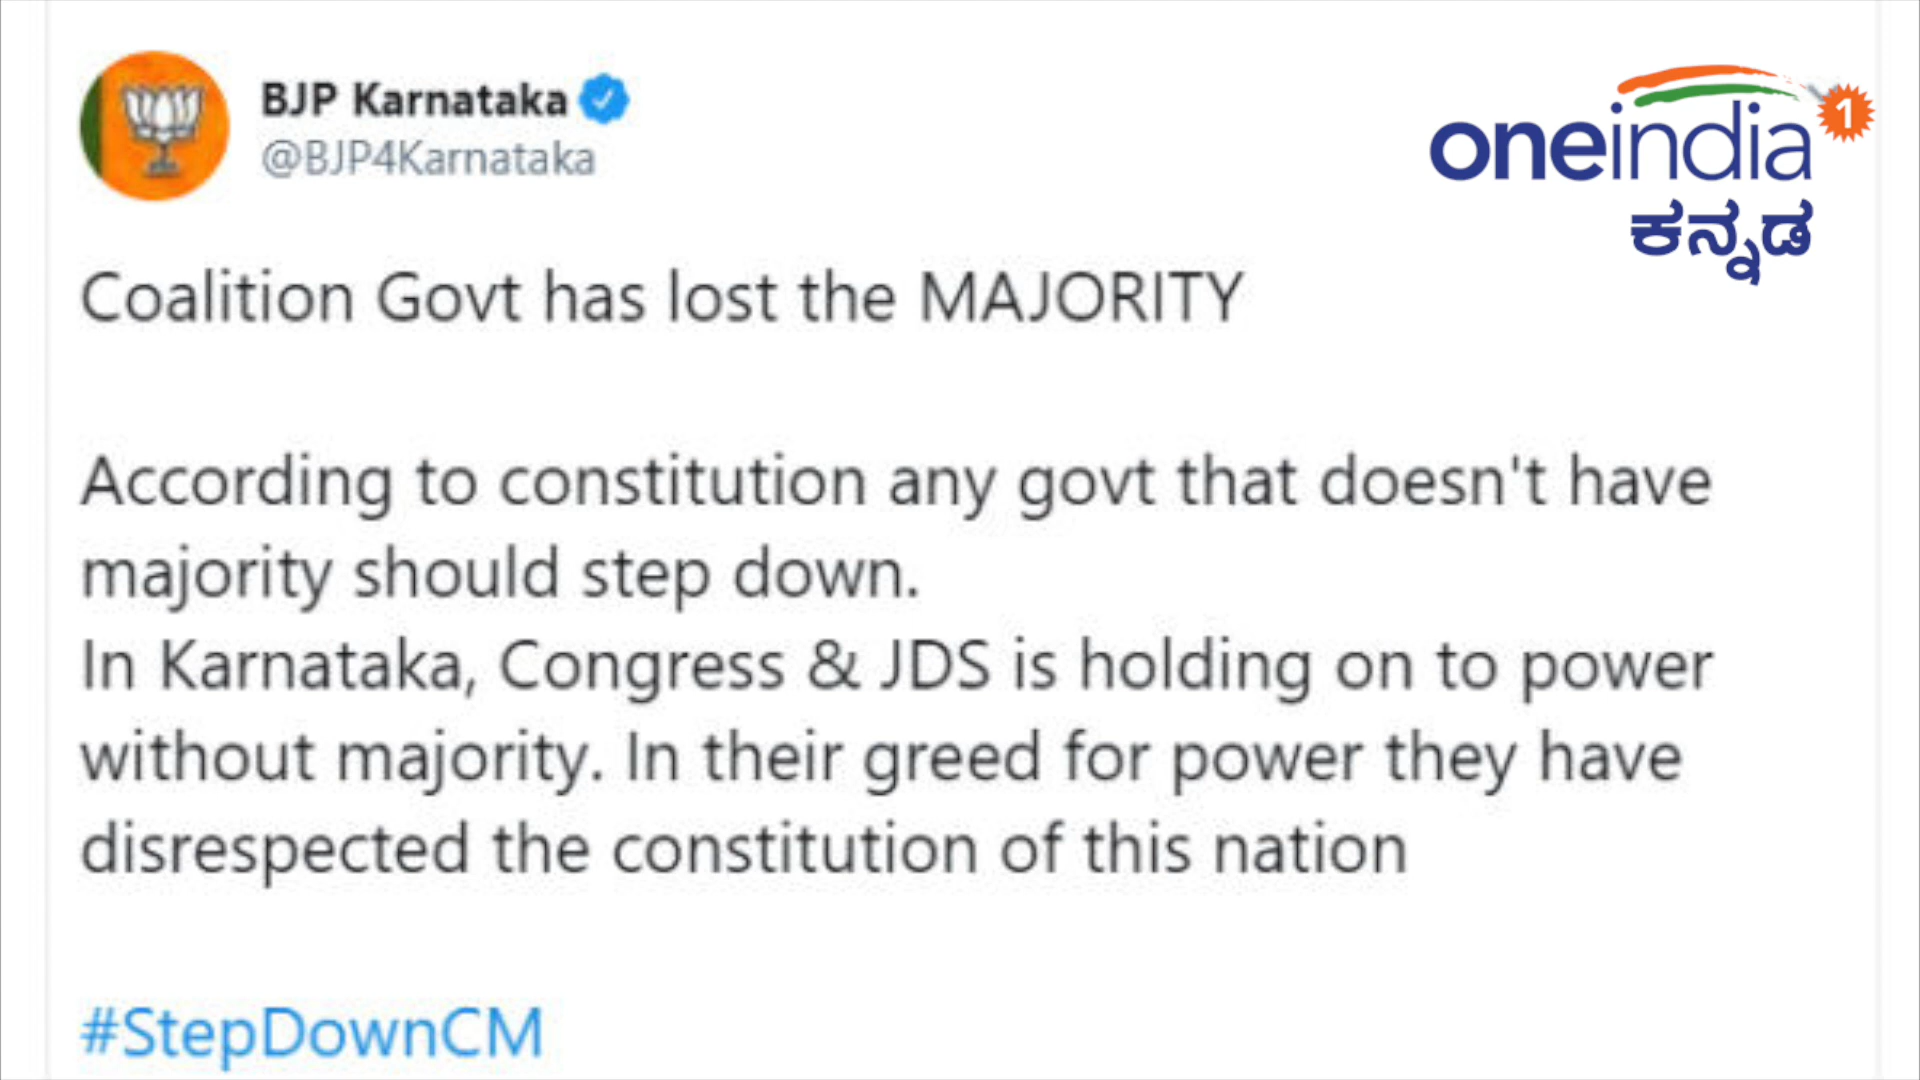 BJP Karnataka
@BJP4Karnataka
oneindia
1
ಕನ್ನಡ
Coalition Govt has lost the MAJORITY
According to constitution any govt that doesn't have
majority should step down.
In Karnataka, Congress & JDS is holding on to power
without majority. In their greed for power they have
disrespected the constitution of this nation
#StepDownCM